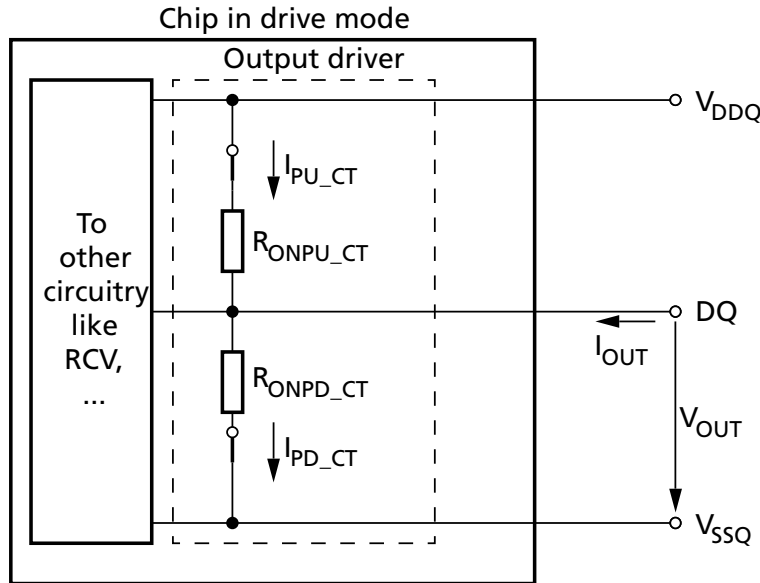 Chip in drive mode
Output driver
V_DDQ
I_PU_CT
To
other
circuitry
like
RCV,
...
R_ONPU_CT
DQ
I_OUT
R_ONPD_CT
V_OUT
I_PD_CT
V_SSQ